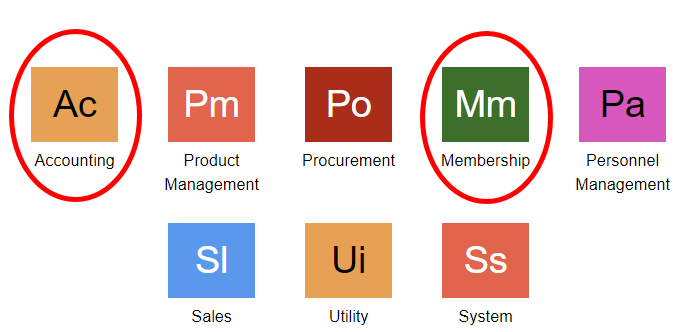 Ac Pm Po Mm Pa
Accounting Product Procurement Membership Personnel
Management Management
Sl Ui Ss
Sales Utility System